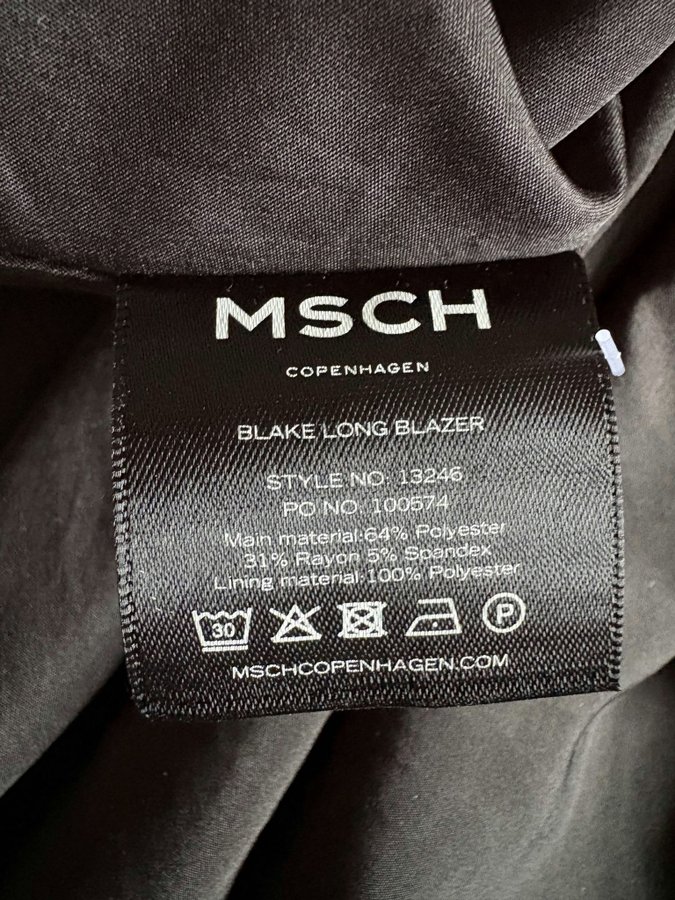 MSCH
COPENHAGEN
BLAKE LONG BLAZER
STYLE NO. 13246
PO NO. 100574
Main material:64% Polyester
31% Rayon 5% Spandex
Lining material:100% Polyester
30 P
MSCHCOPENHAGEN.COM